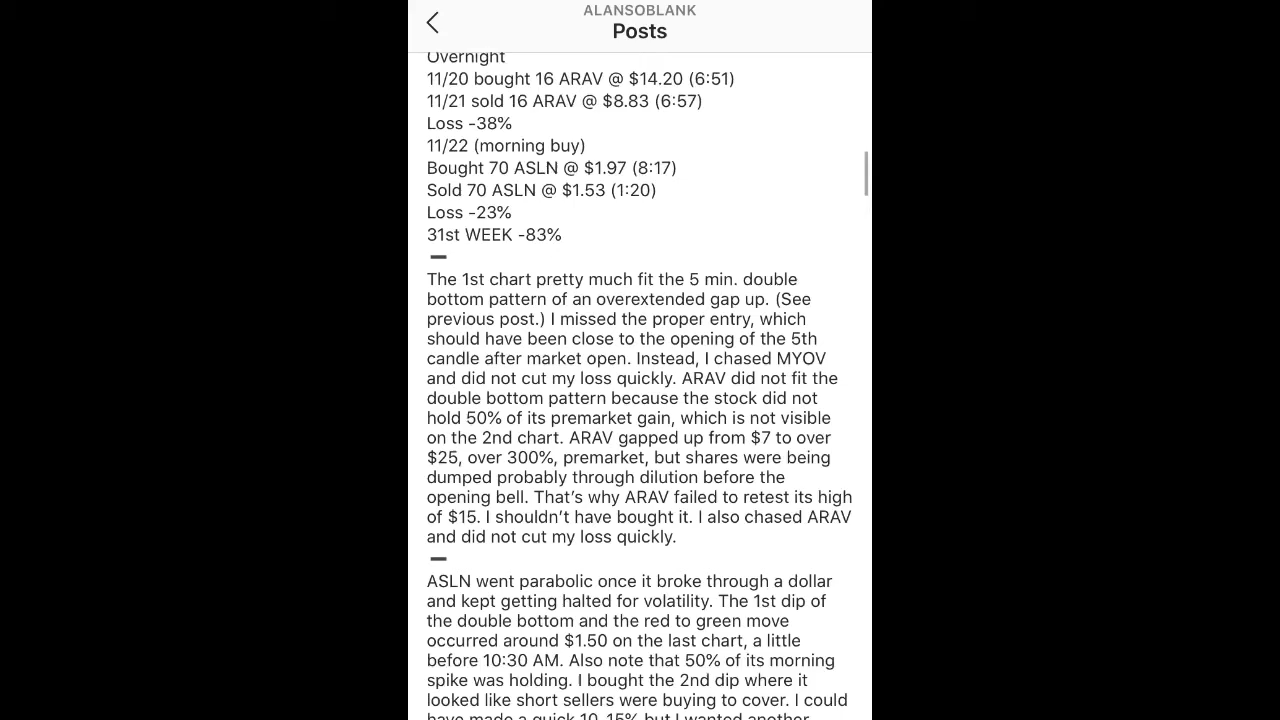 ALANSOBLANK
Posts
Overnight
11/20 bought 16 ARAV @ $14.20 (6:51)
11/21 sold 16 ARAV @ $8.83 (6:57)
Loss -38%
11/22 (morning buy)
Bought 70 ASLN @ $1.97 (8:17)
Sold 70 ASLN @ $1.53 (1:20)
Loss -23%
31st WEEK -83%
➖
The 1st chart pretty much fit the 5 min. double
bottom pattern of an overextended gap up. (See
previous post.) I missed the proper entry, which
should have been close to the opening of the 5th
candle after market open. Instead, I chased MYOV
and did not cut my loss quickly. ARAV did not fit the
double bottom pattern because the stock did not
hold 50% of its premarket gain, which is not visible
on the 2nd chart. ARAV gapped up from $7 to over
$25, over 300%, premarket, but shares were being
dumped probably through dilution before the
opening bell. That's why ARAV failed to retest its high
of $15. I shouldn't have bought it. I also chased ARAV
and did not cut my loss quickly.
➖
ASLN went parabolic once it broke through a dollar
and kept getting halted for volatility. The 1st dip of
the double bottom and the red to green move
occurred around $1.50 on the last chart, a little
before 10:30 AM. Also note that 50% of its morning
spike was holding. I bought the 2nd dip where it
looked like short sellers were buying to cover. I could
have made a quick 10-15% but I wanted another